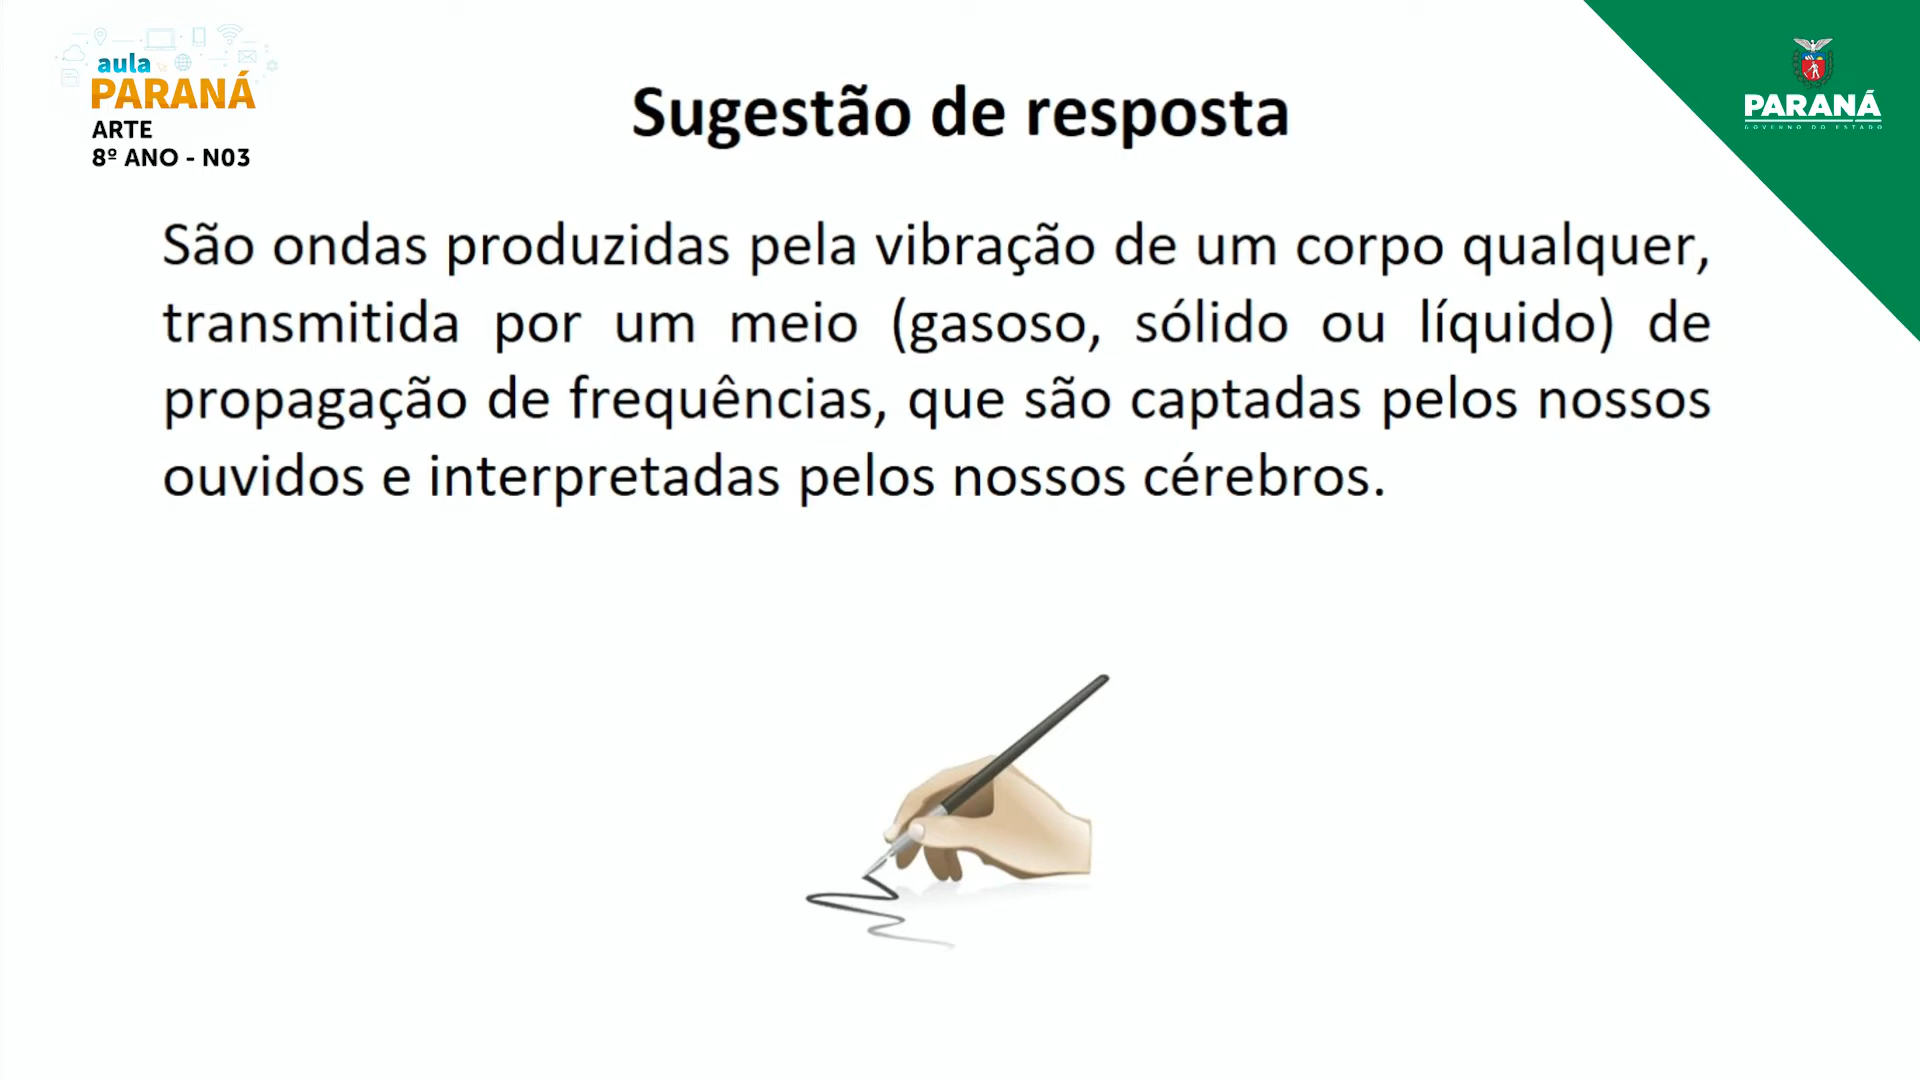 aula
PARANÁ
ARTE
8º ANO - N03
Sugestão de resposta
PARANÁ
GOVERNO DO ESTADO
São ondas produzidas pela vibração de um corpo qualquer,
transmitida por um meio (gasoso, sólido ou líquido) de
propagação de frequências, que são captadas pelos nossos
ouvidos e interpretadas pelos nossos cérebros.